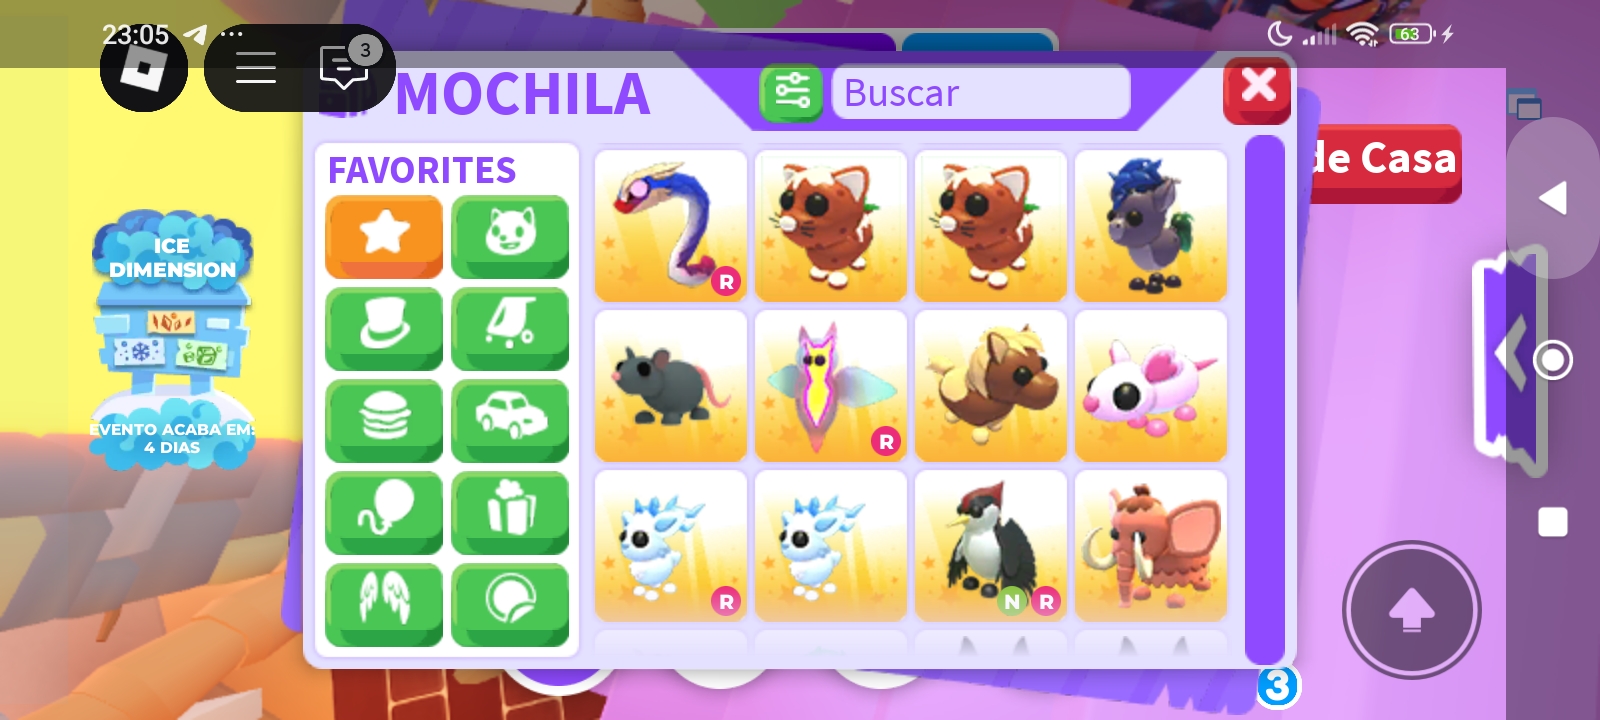 23:05
63
3
MOCHILA
Buscar
de Casa
FAVORITES
R
ICE
DIMENSION
R
EVENTO ACABA EM:
4 DIAS
R
N R
3